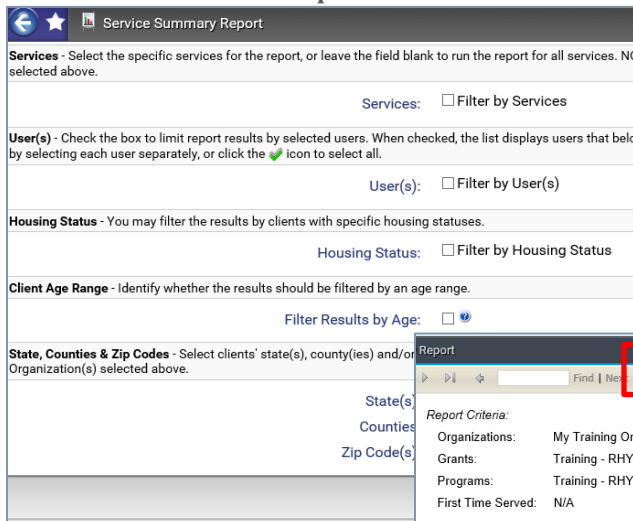 Service Summary Report
Services - Select the specific services for the report, or leave the field blank to run the report for all services.
selected above.
Services: Filter by Services
User(s) - Check the box to limit report results by selected users. When checked, the list displays users that
by selecting each user separately, or click the icon to select all.
User(s): Filter by User(s)
Housing Status - You may filter the results by clients with specific housing statuses.
Housing Status: Filter by Housing Status
Client Age Range - Identify whether the results should be filtered by an age range.
Filter Results by Age:
State, Counties & Zip Codes - Select clients' state(s), county(ies) and/or
Organization(s) selected above.
State(s)
Counties
Zip Code(s)
Report
Find | Next
Report Criteria:
Organizations: My Training
Grants: Training - RHY
Programs: Training - RHY
First Time Served: N/A